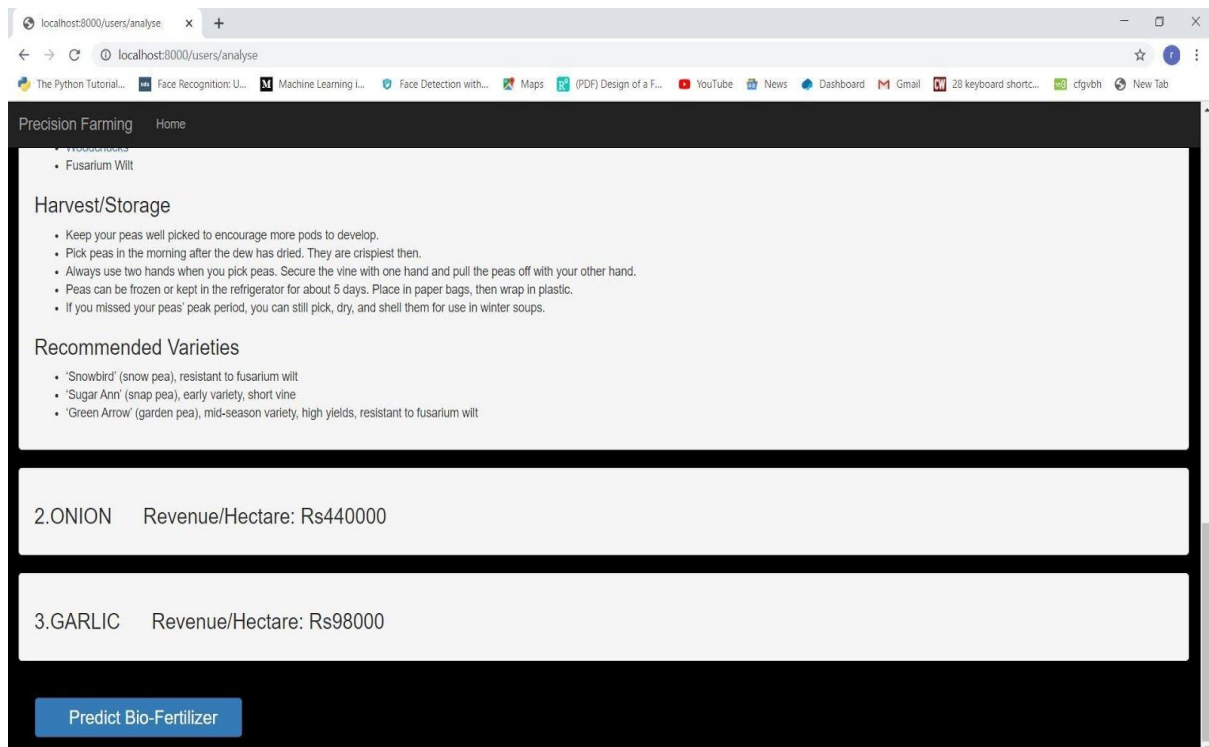 localhost:8000/users/analyse
localhost:8000/users/analyse
The Python Tutorial... Face Recognition: U... Machine Learning i... Face Detection with... Maps (PDF) Design of a F... YouTube News Dashboard Gmail 28 keyboard shortc... cfgvbh New Tab
Precision Farming Home
• Woodchucks
• Fusarium Wilt
Harvest/Storage
• Keep your peas well picked to encourage more pods to develop.
• Pick peas in the morning after the dew has dried. They are crispiest then.
• Always use two hands when you pick peas. Secure the vine with one hand and pull the peas off with your other hand.
• Peas can be frozen or kept in the refrigerator for about 5 days. Place in paper bags, then wrap in plastic.
• If you missed your peas’ peak period, you can still pick, dry, and shell them for use in winter soups.
Recommended Varieties
• ‘Snowbird’ (snow pea), resistant to fusarium wilt
• ‘Sugar Ann’ (snap pea), early variety, short vine
• ‘Green Arrow’ (garden pea), mid-season variety, high yields, resistant to fusarium wilt
2.ONION Revenue/Hectare: Rs440000
3.GARLIC Revenue/Hectare: Rs98000
Predict Bio-Fertilizer